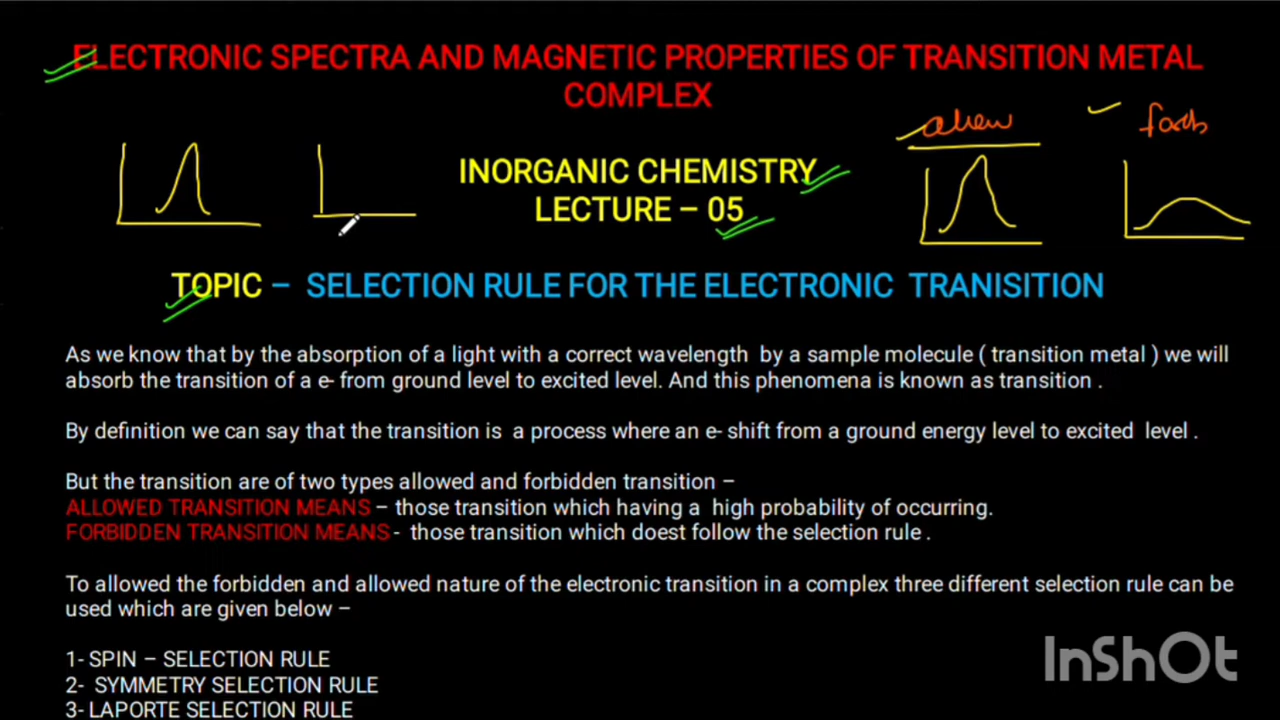 ELECTRONIC SPECTRA AND MAGNETIC PROPERTIES OF TRANSITION METAL
COMPLEX
INORGANIC CHEMISTRY
LECTURE – 05
TOPIC – SELECTION RULE FOR THE ELECTRONIC TRANISITION
As we know that by the absorption of a light with a correct wavelength by a sample molecule ( transition metal ) we will
absorb the transition of a e- from ground level to excited level. And this phenomena is known as transition .
By definition we can say that the transition is a process where an e- shift from a ground energy level to excited level .
But the transition are of two types allowed and forbidden transition –
ALLOWED TRANSITION MEANS – those transition which having a high probability of occurring.
FORBIDDEN TRANSITION MEANS - those transition which doest follow the selection rule .
To allowed the forbidden and allowed nature of the electronic transition in a complex three different selection rule can be
used which are given below –
1- SPIN – SELECTION RULE
2- SYMMETRY SELECTION RULE
3- LAPORTE SELECTION RULE
InShOt